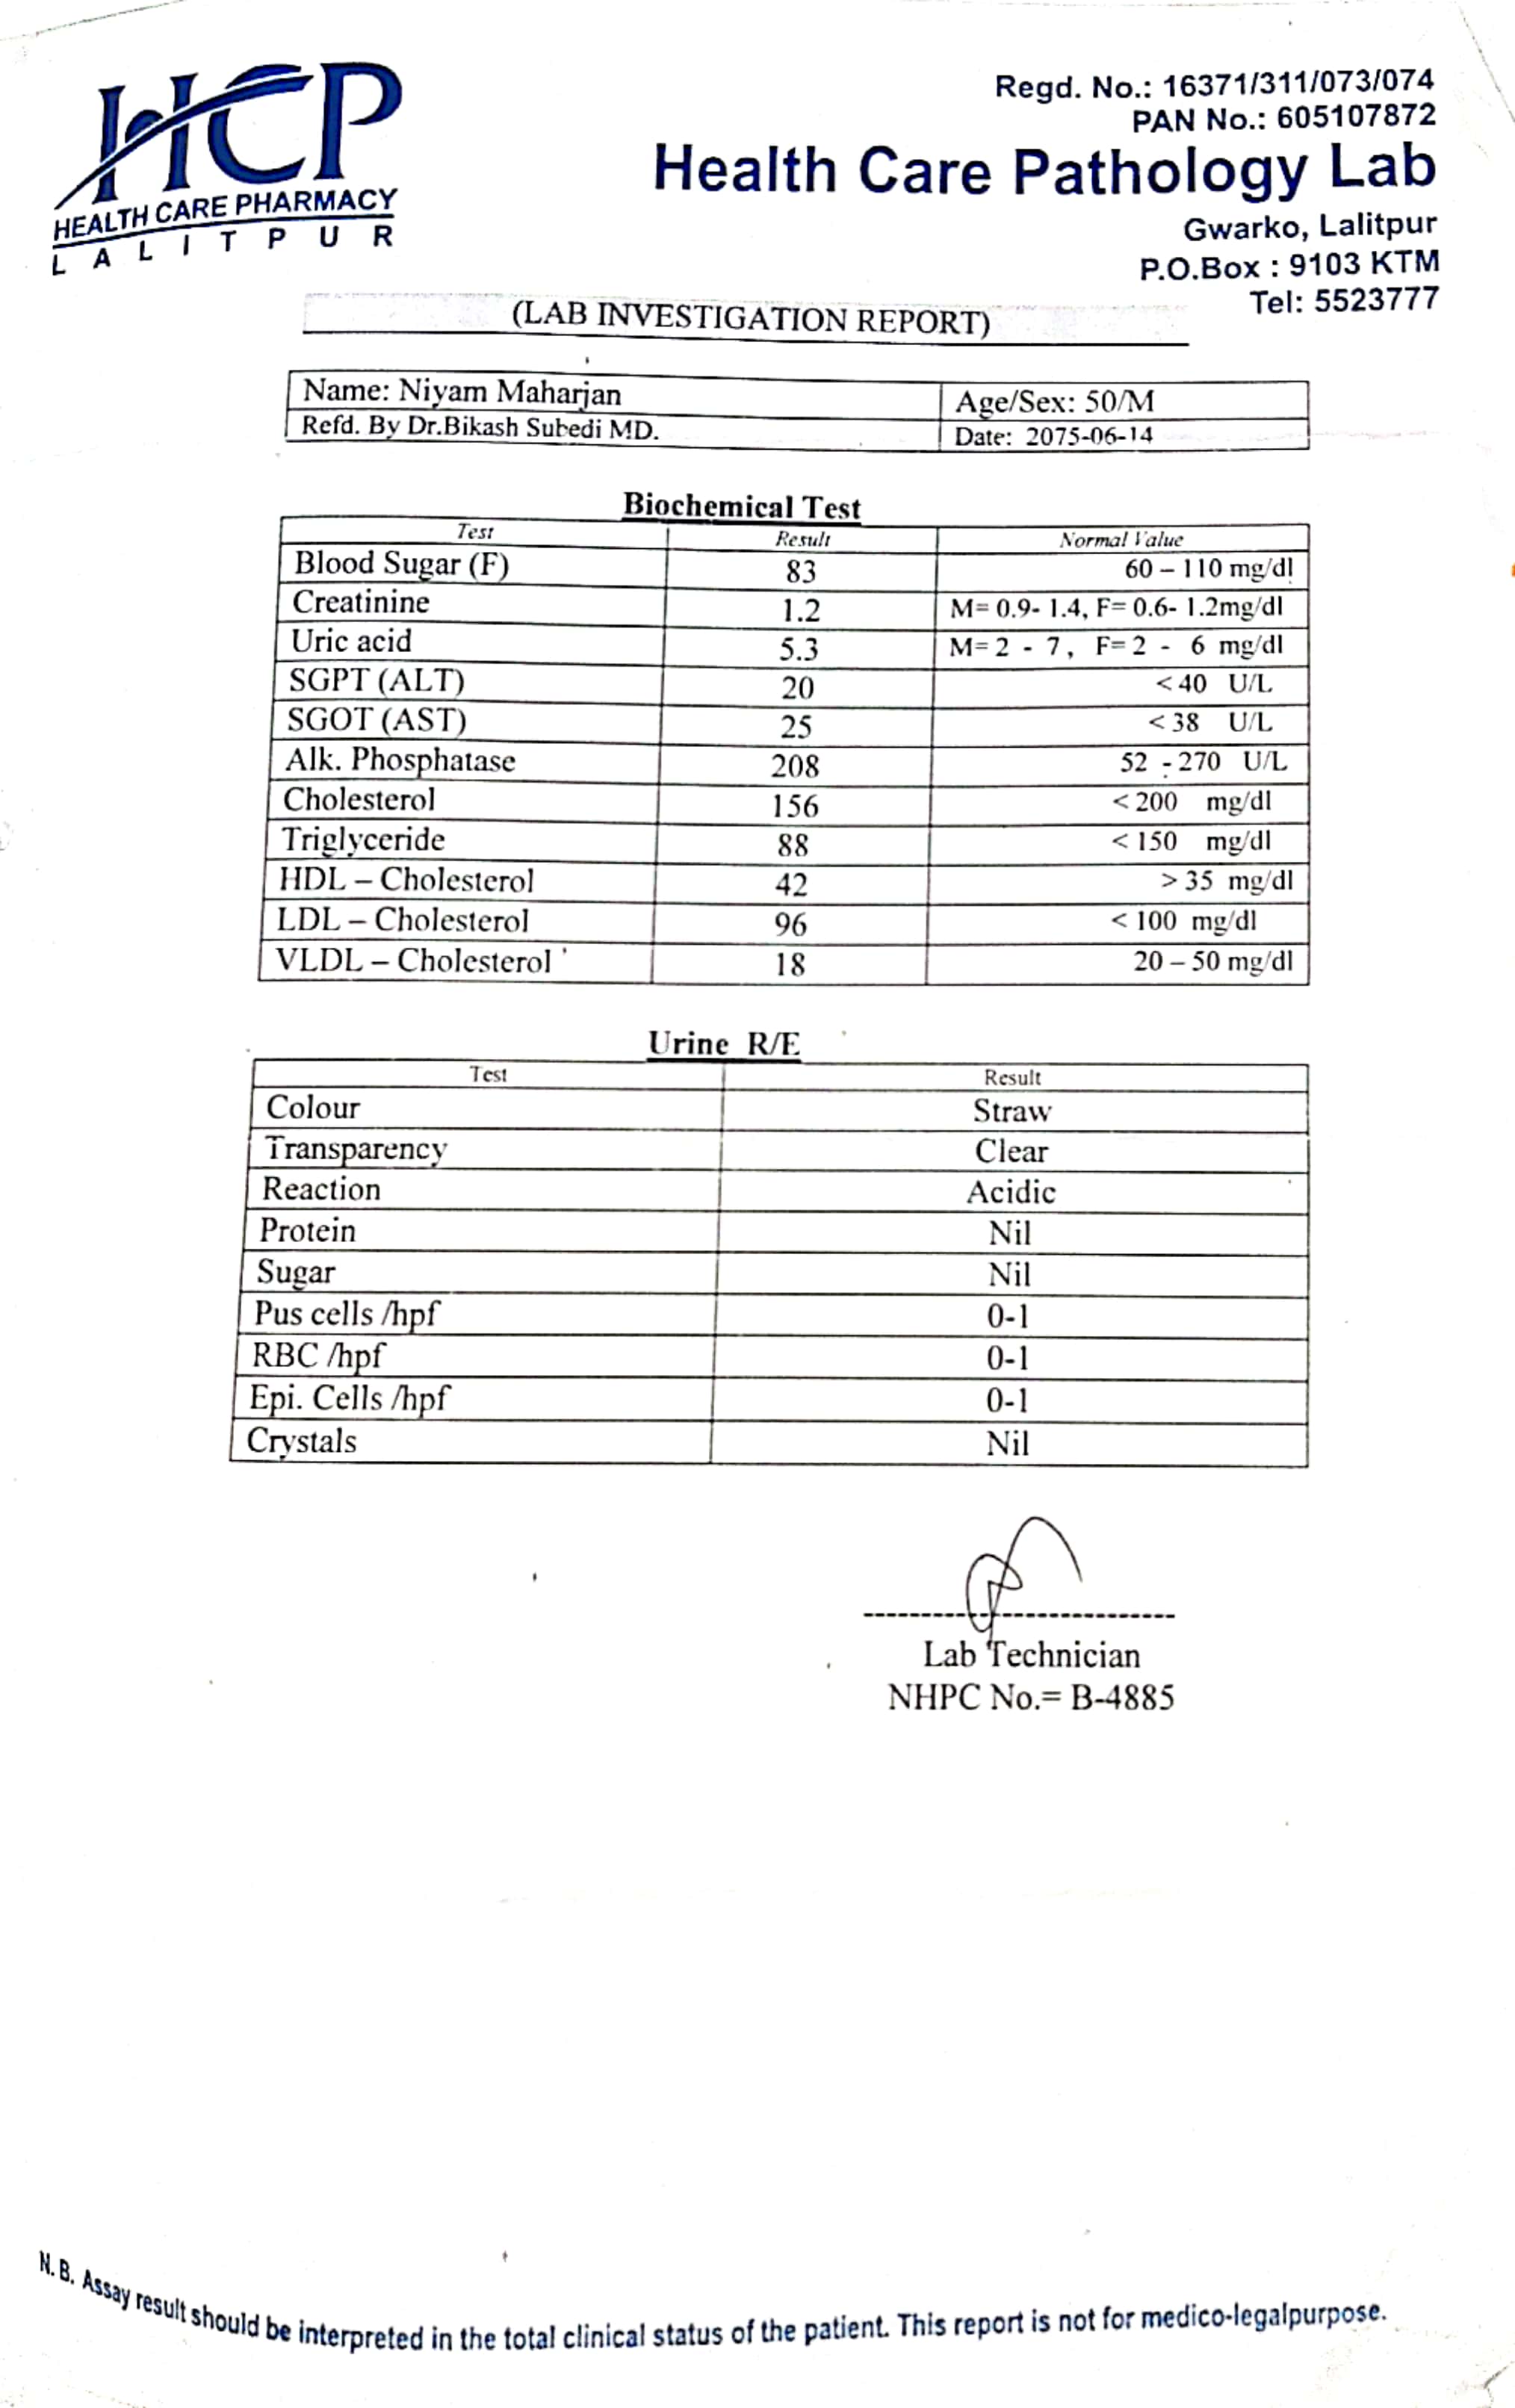 HCP
HEALTH CARE PHARMACY
LALITPUR
Regd. No.: 16371/311/073/074
PAN No.: 605107872
Health Care Pathology Lab
Gwarko, Lalitpur
P.O.Box : 9103 KTM
Tel: 5523777
(LAB INVESTIGATION REPORT)
Name: Niyam Maharjan Age/Sex: 50/M
Refd. By Dr.Bikash Subedi MD. Date: 2075-06-14
Biochemical Test
Test Result Normal Value
Blood Sugar (F) 83 60 – 110 mg/dl
Creatinine 1.2 M= 0.9- 1.4, F= 0.6- 1.2mg/dl
Uric acid 5.3 M= 2 - 7, F= 2 - 6 mg/dl
SGPT (ALT) 20 < 40 U/L
SGOT (AST) 25 < 38 U/L
Alk. Phosphatase 208 52 - 270 U/L
Cholesterol 156 < 200 mg/dl
Triglyceride 88 < 150 mg/dl
HDL – Cholesterol 42 > 35 mg/dl
LDL – Cholesterol 96 < 100 mg/dl
VLDL – Cholesterol 18 20 – 50 mg/dl
Urine R/E
Test Result
Colour Straw
Transparency Clear
Reaction Acidic
Protein Nil
Sugar Nil
Pus cells /hpf 0-1
RBC /hpf 0-1
Epi. Cells /hpf 0-1
Crystals Nil
Lab Technician
NHPC No.= B-4885
N.B. Assay result should be interpreted in the total clinical status of the patient. This report is not for medico-legalpurpose.